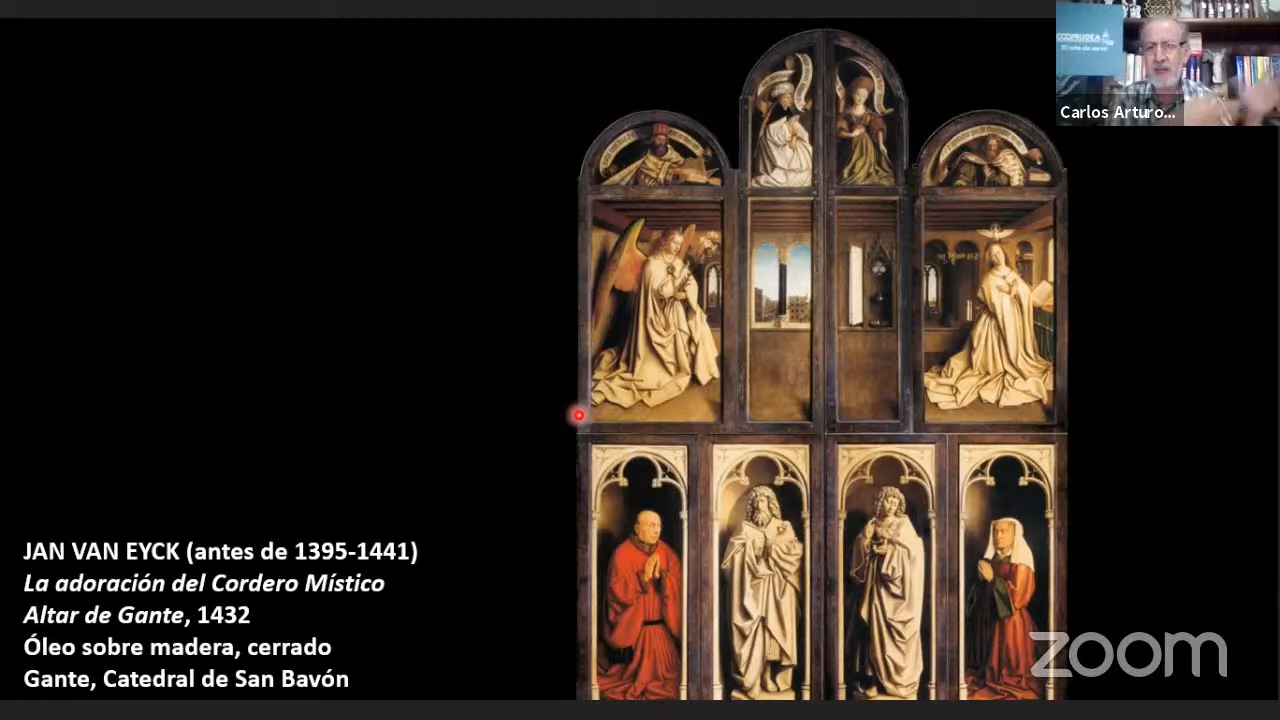 Carlos Arturo...
JAN VAN EYCK (antes de 1395-1441)
La adoración del Cordero Místico
Altar de Gante, 1432
Óleo sobre madera, cerrado
Gante, Catedral de San Bavón
zoom